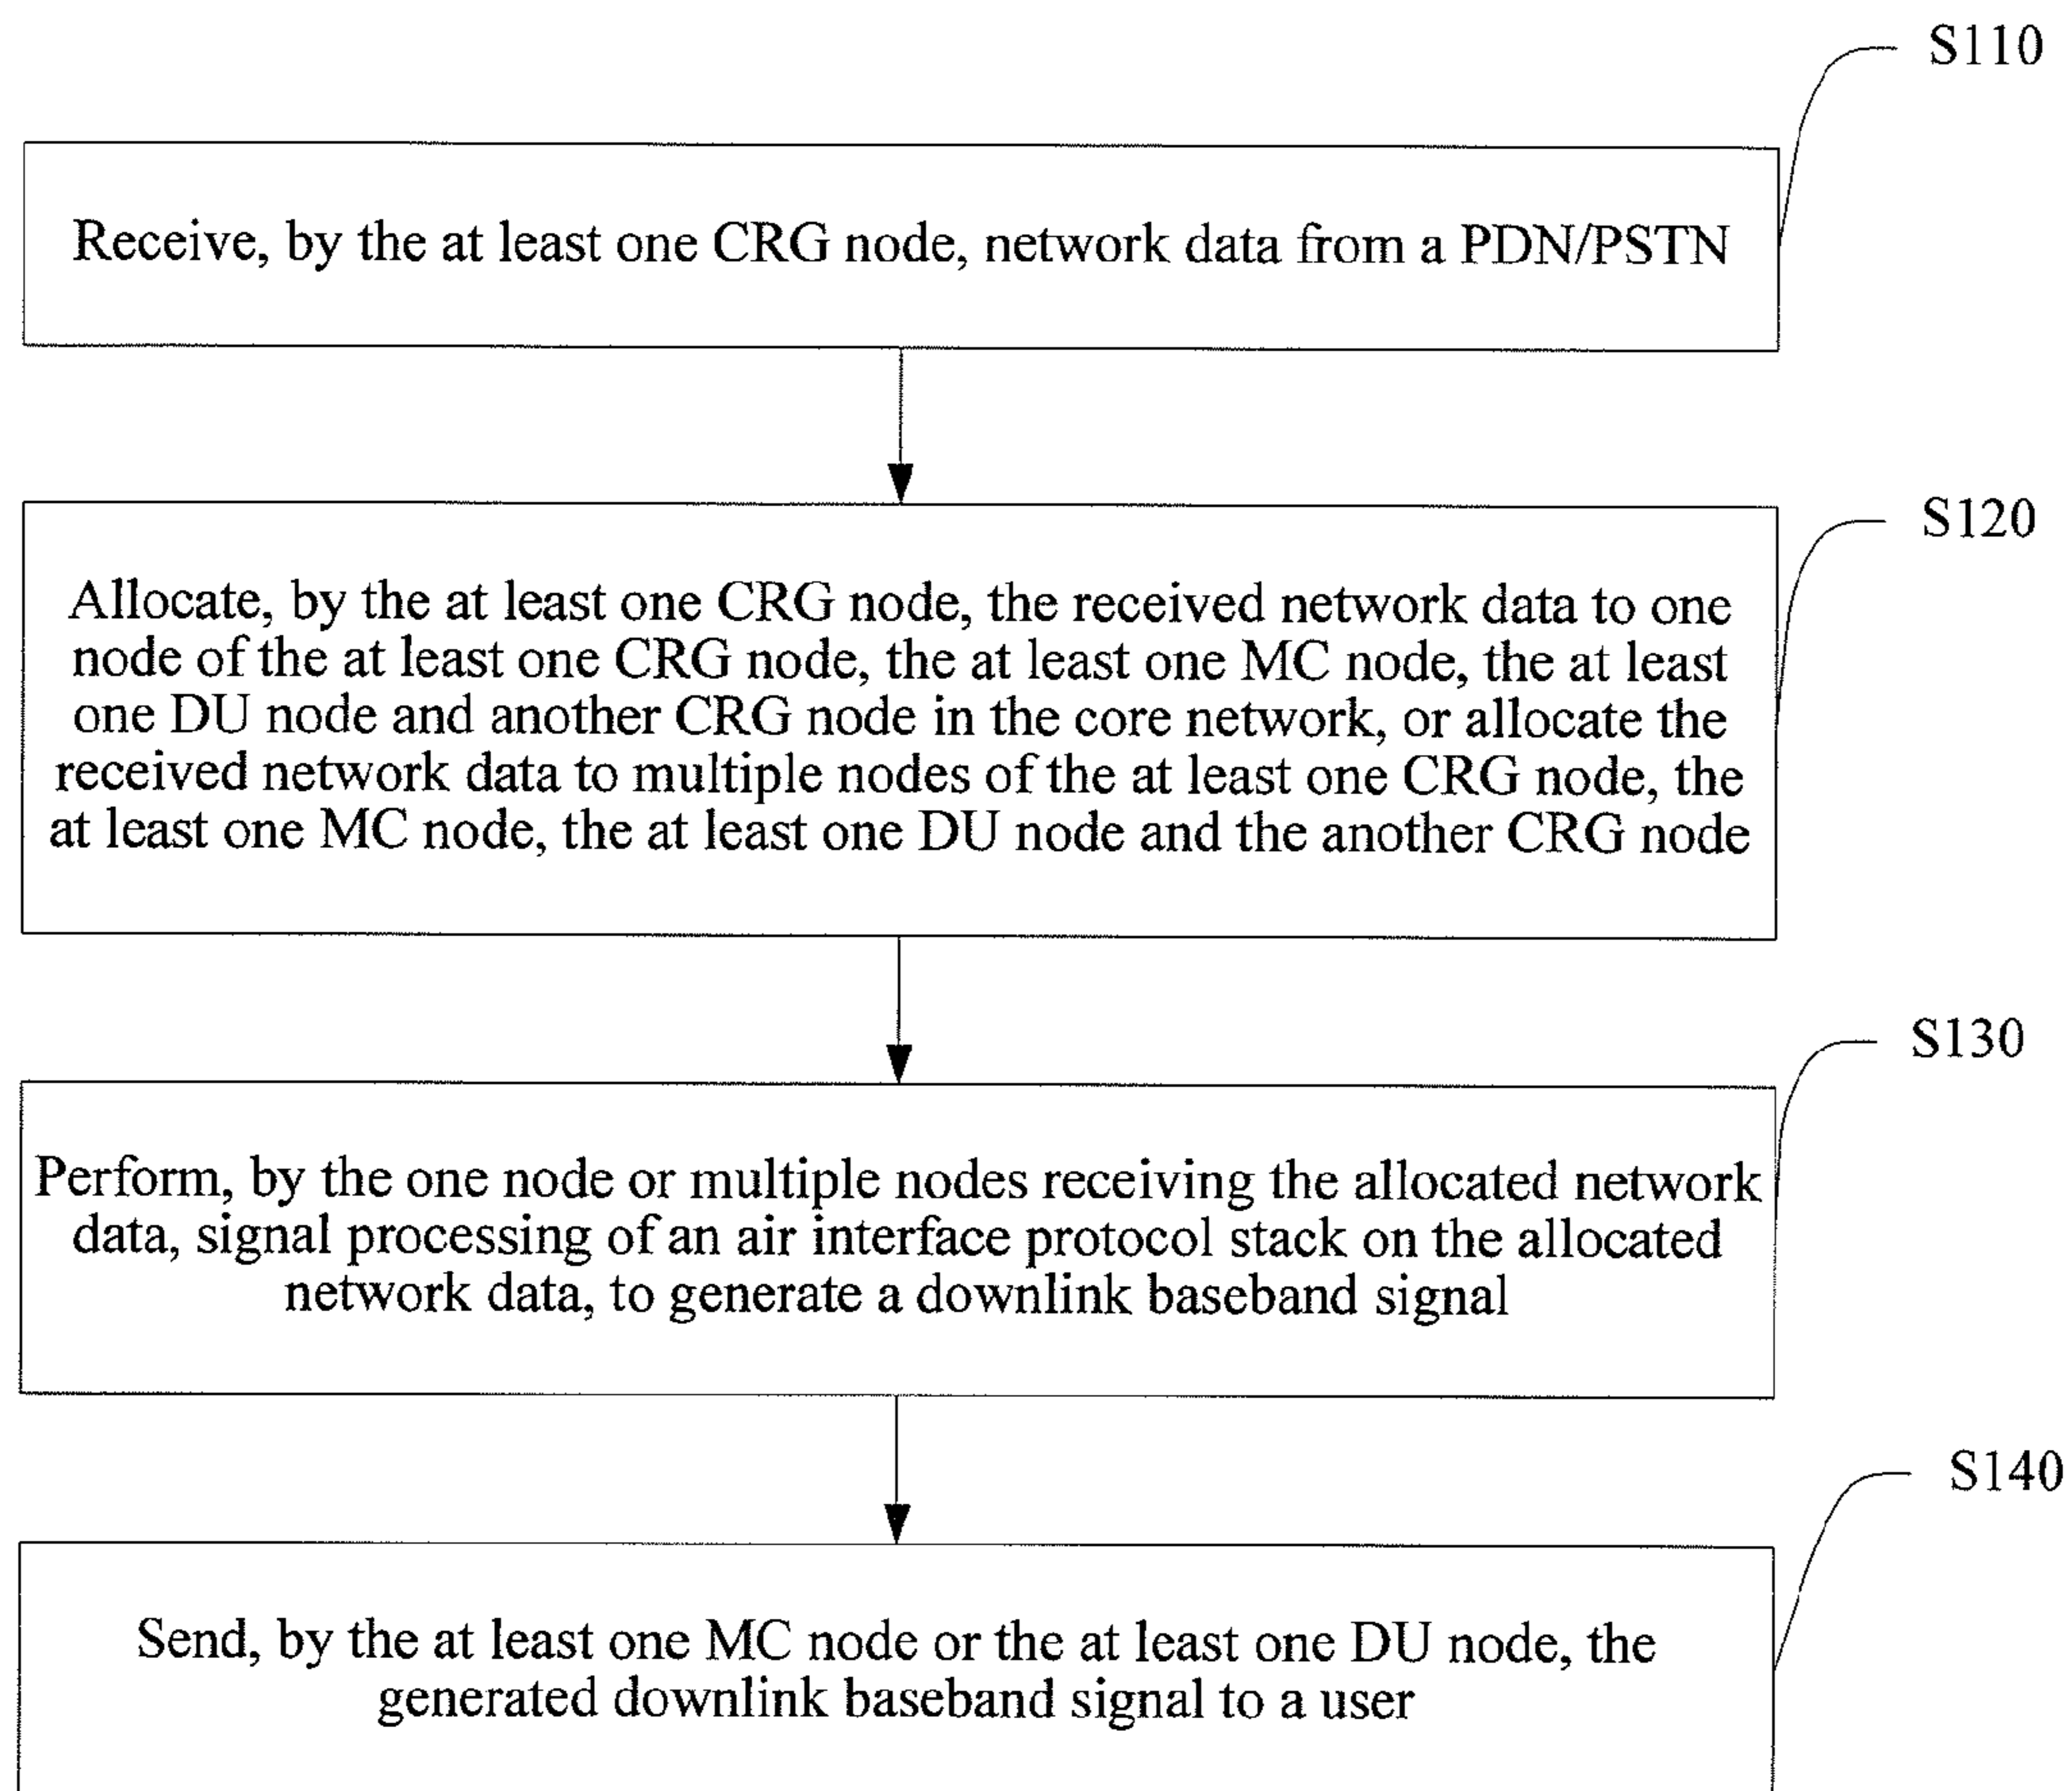 S110
Receive, by the at least one CRG node, network data from a PDN/PSTN
S120
Allocate, by the at least one CRG node, the received network data to one
node of the at least one CRG node, the at least one MC node, the at least
one DU node and another CRG node in the core network, or allocate the
received network data to multiple nodes of the at least one CRG node, the
at least one MC node, the at least one DU node and the another CRG node
S130
Perform, by the one node or multiple nodes receiving the allocated network
data, signal processing of an air interface protocol stack on the allocated
network data, to generate a downlink baseband signal
S140
Send, by the at least one MC node or the at least one DU node, the
generated downlink baseband signal to a user